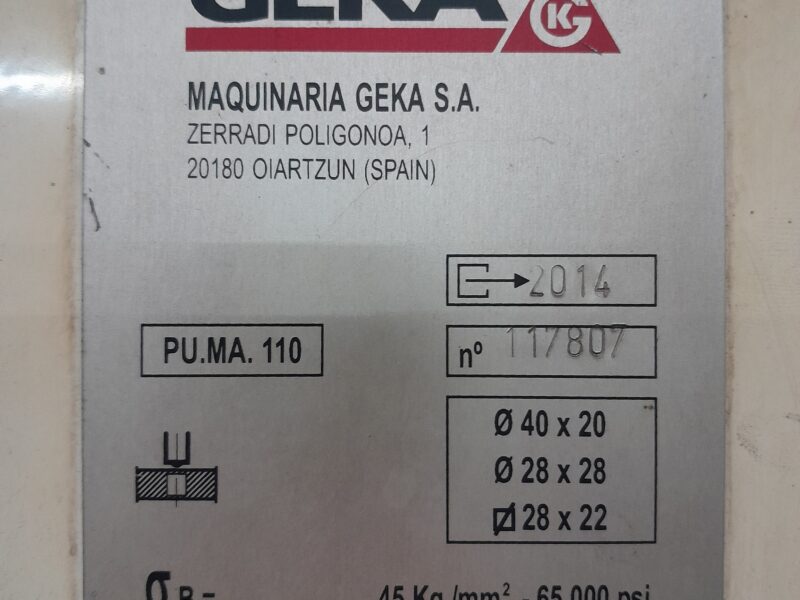 GEKA
KG
MAQUINARIA GEKA S.A.
ZERRADI POLIGONOA, 1
20180 OIARTZUN (SPAIN)
2014
PU.MA. 110
nº 117807
Ø 40 x 20
Ø 28 x 28
28 x 22
σ B = 45 Kg./mm² - 65.000 psi